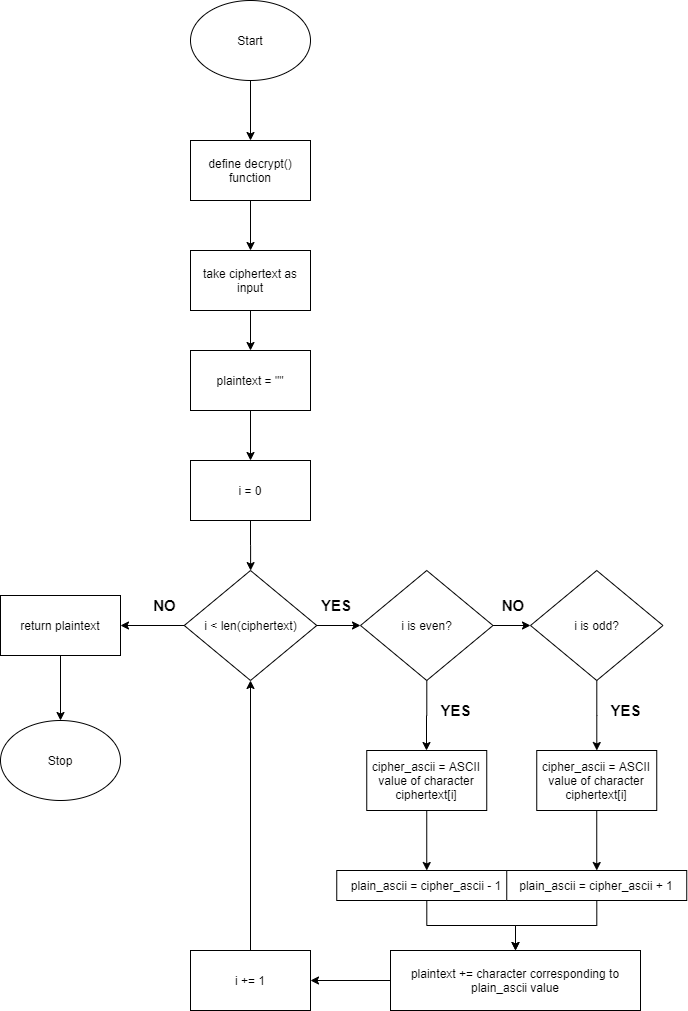 Start
define decrypt()
function
take ciphertext as
input
plaintext = ""
i = 0
NO
YES
NO
return plaintext
i < len(ciphertext)
i is even?
i is odd?
YES
YES
Stop
cipher_ascii = ASCII
value of character
ciphertext[i]
cipher_ascii = ASCII
value of character
ciphertext[i]
plain_ascii = cipher_ascii - 1
plain_ascii = cipher_ascii + 1
i += 1
plaintext += character corresponding to
plain_ascii value